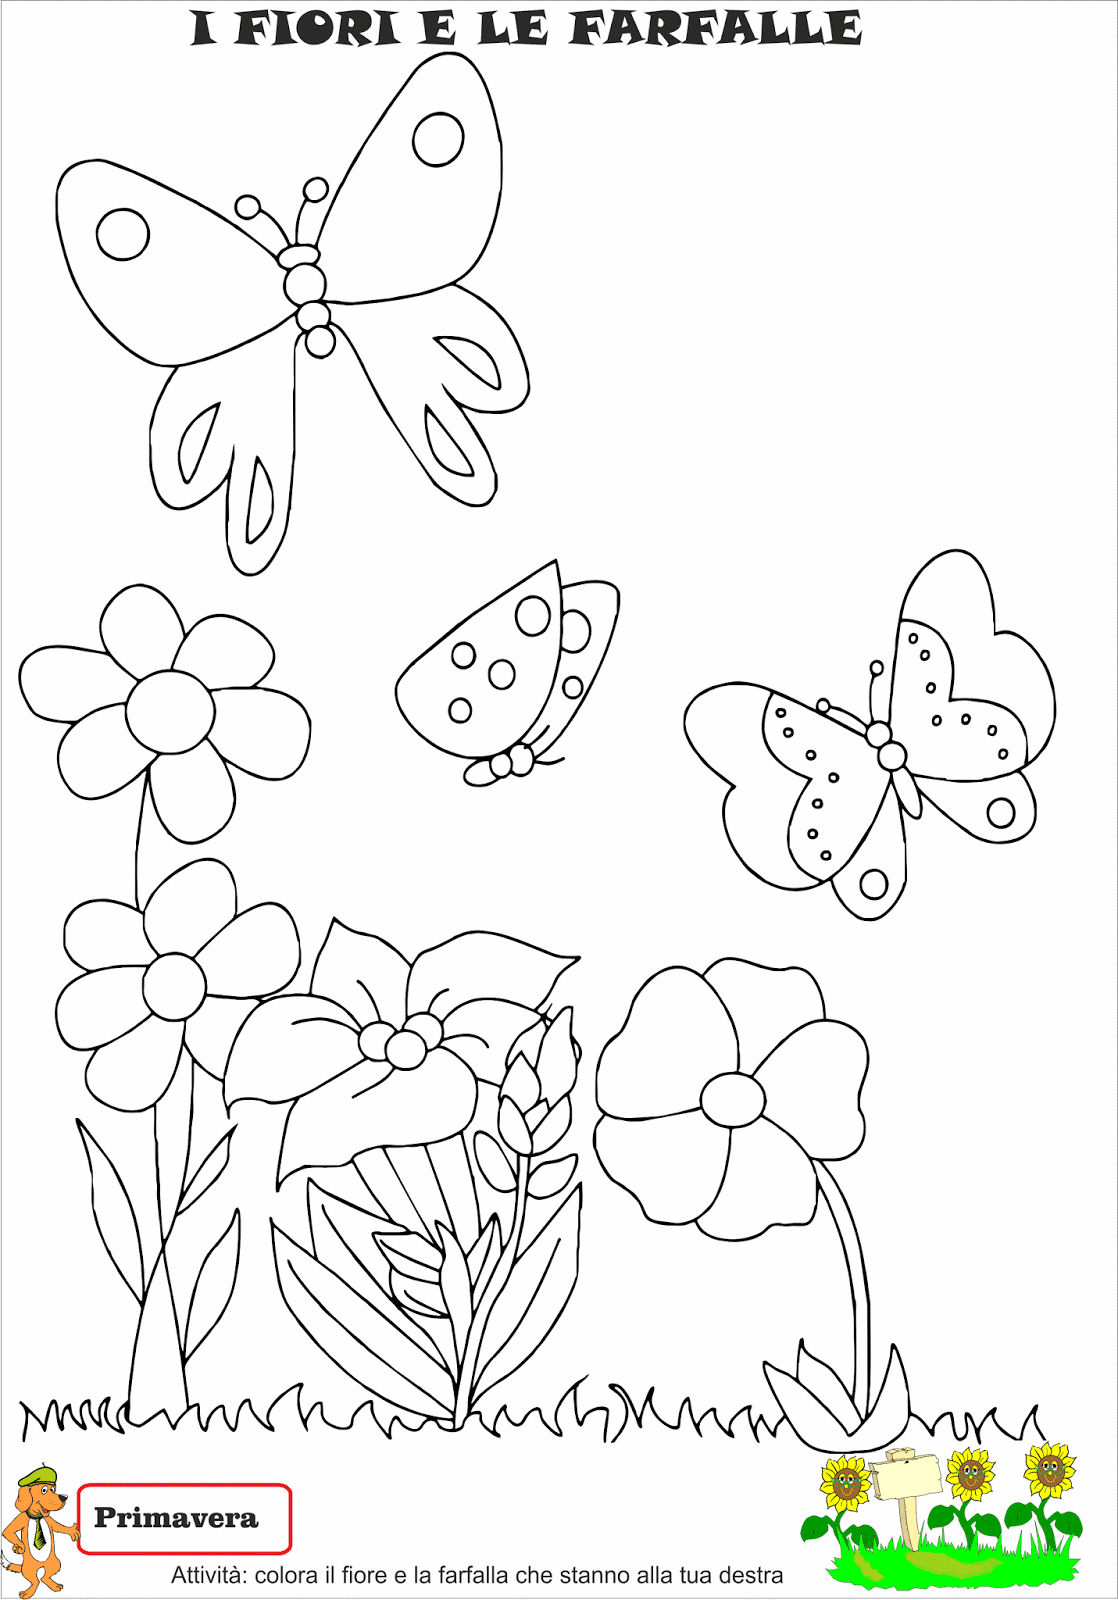 I FIORI E LE FARFALLE
Primavera
Attività: colora il fiore e la farfalla che stanno alla tua destra